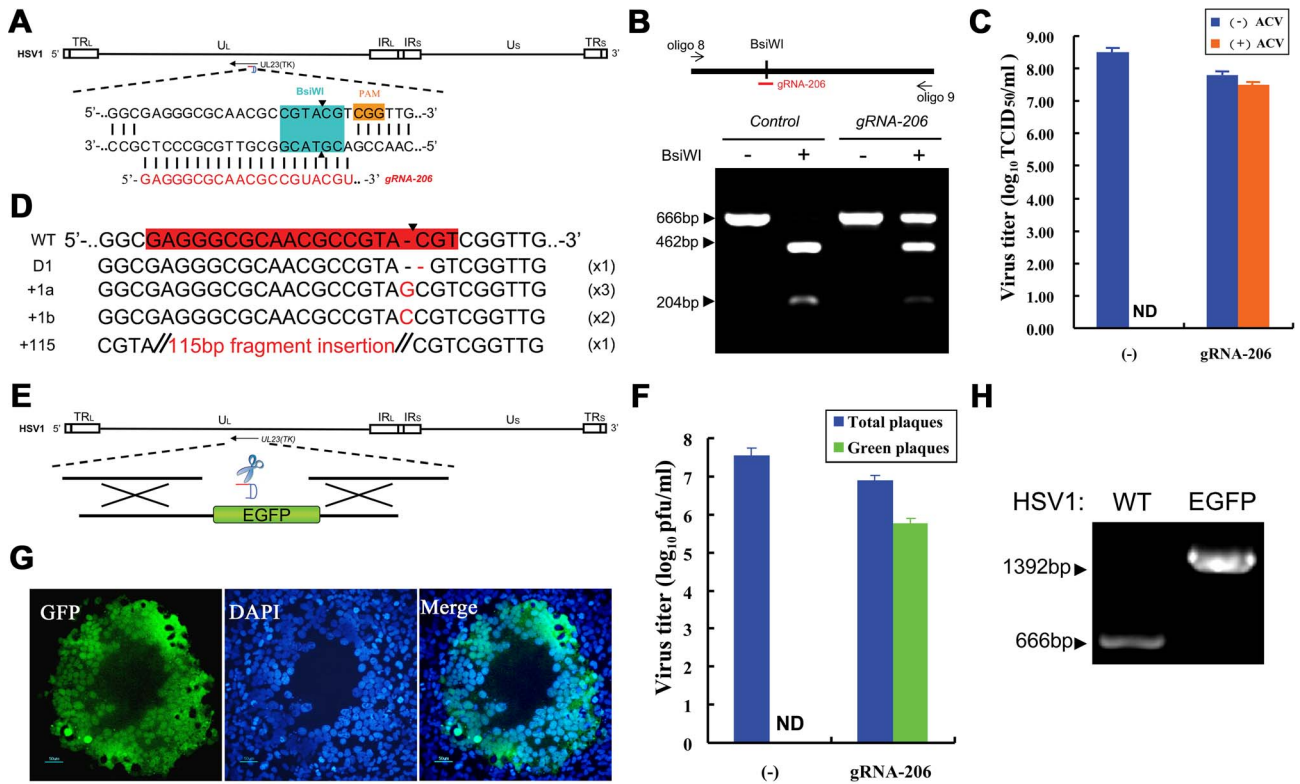 A
HSV1 5' TRL UL IRL IRS US TRS 3'
UL23(TK)
BsiWI PAM
5'-..GGCGAGGGCGCAACGCCGTACGTCGGTTG..-3'
3'-..CCGCTCCCGCGTTGCGGCATGCAGCCAAC..-5'
5'- GAGGGCGCAACGCCGUACGU.. -3' gRNA-206
B
oligo 8 BsiWI
gRNA-206
oligo 9
Control gRNA-206
BsiWI - + - +
666bp
462bp
204bp
C
(-) ACV
(+) ACV
Virus titer (log10 TCID50/ml)
9.00
8.00
7.00
6.00
5.00
4.00
3.00
2.00
1.00
0.00
ND
(-) gRNA-206
D
WT 5'-..GGCGAGGGCGCAACGCCGTA-CGTCGGTTG..-3'
D1 GGCGAGGGCGCAACGCCGTA--GTCGGTTG (x1)
+1a GGCGAGGGCGCAACGCCGTAGCGTCGGTTG (x3)
+1b GGCGAGGGCGCAACGCCGTACCGTCGGTTG (x2)
+115 CGTA//115bp fragment insertion//CGTCGGTTG (x1)
E
HSV1 5' TRL UL IRL IRS US TRS 3'
UL23(TK)
EGFP
F
Total plaques
Green plaques
Virus titer (log10 pfu/ml)
8
7
6
5
4
3
2
1
0
ND
(-) gRNA-206
G
GFP DAPI Merge
50um 50um 50um
H
HSV1: WT EGFP
1392bp
666bp